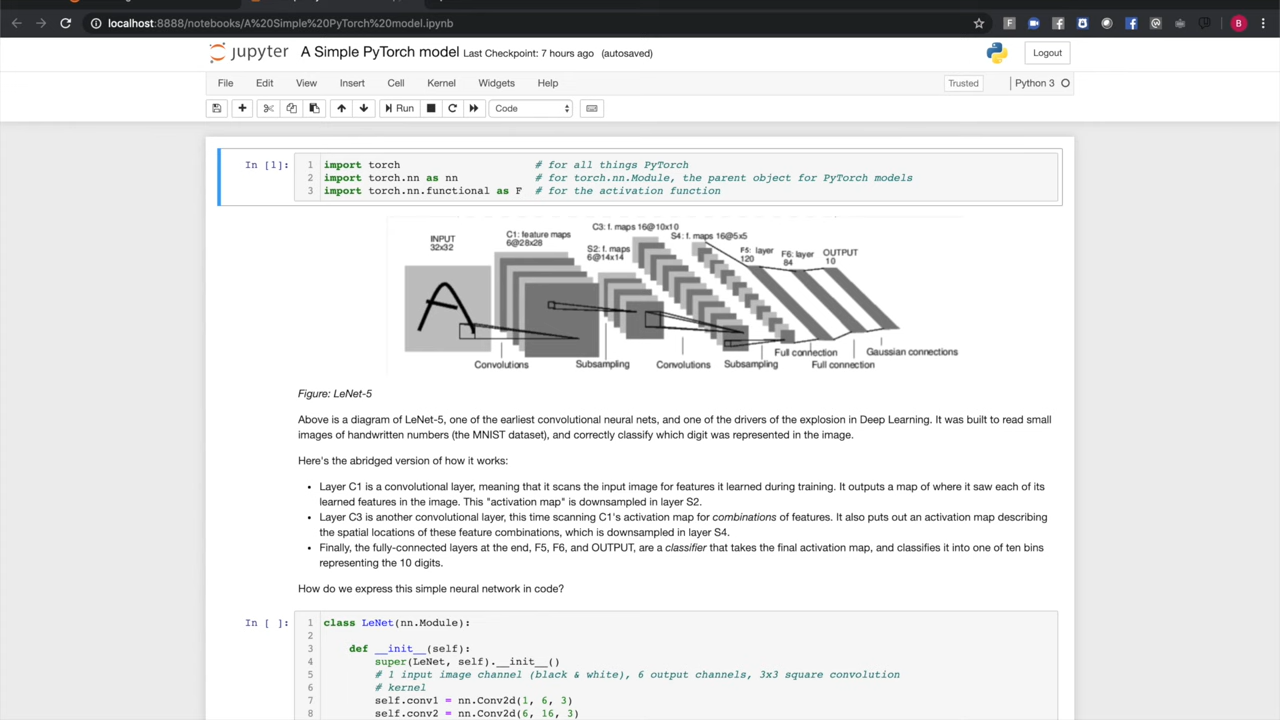 localhost:8888/notebooks/A%20Simple%20PyTorch%20model.ipynb
B
jupyter A Simple PyTorch model Last Checkpoint: 7 hours ago (autosaved)
Logout
File Edit View Insert Cell Kernel Widgets Help
Trusted Python 3
Run Code
In [1]:
1 import torch # for all things PyTorch
2 import torch.nn as nn # for torch.nn.Module, the parent object for PyTorch models
3 import torch.nn.functional as F # for the activation function
INPUT
32x32
C1: feature maps
6@28x28
S2: f. maps
6@14x14
C3: f. maps 16@10x10
S4: f. maps 16@5x5
F5: layer
120
F6: layer
84
OUTPUT
10
A
Convolutions
Subsampling
Convolutions
Subsampling
Full connection
Full connection
Gaussian connections
Figure: LeNet-5
Above is a diagram of LeNet-5, one of the earliest convolutional neural nets, and one of the drivers of the explosion in Deep Learning. It was built to read small
images of handwritten numbers (the MNIST dataset), and correctly classify which digit was represented in the image.
Here's the abridged version of how it works:
• Layer C1 is a convolutional layer, meaning that it scans the input image for features it learned during training. It outputs a map of where it saw each of its
learned features in the image. This "activation map" is downsampled in layer S2.
• Layer C3 is another convolutional layer, this time scanning C1's activation map for combinations of features. It also puts out an activation map describing
the spatial locations of these feature combinations, which is downsampled in layer S4.
• Finally, the fully-connected layers at the end, F5, F6, and OUTPUT, are a classifier that takes the final activation map, and classifies it into one of ten bins
representing the 10 digits.
How do we express this simple neural network in code?
In [ ]:
1 class LeNet(nn.Module):
2
3 def __init__(self):
4 super(LeNet, self).__init__()
5 # 1 input image channel (black & white), 6 output channels, 3x3 square convolution
6 # kernel
7 self.conv1 = nn.Conv2d(1, 6, 3)
8 self.conv2 = nn.Conv2d(6, 16, 3)